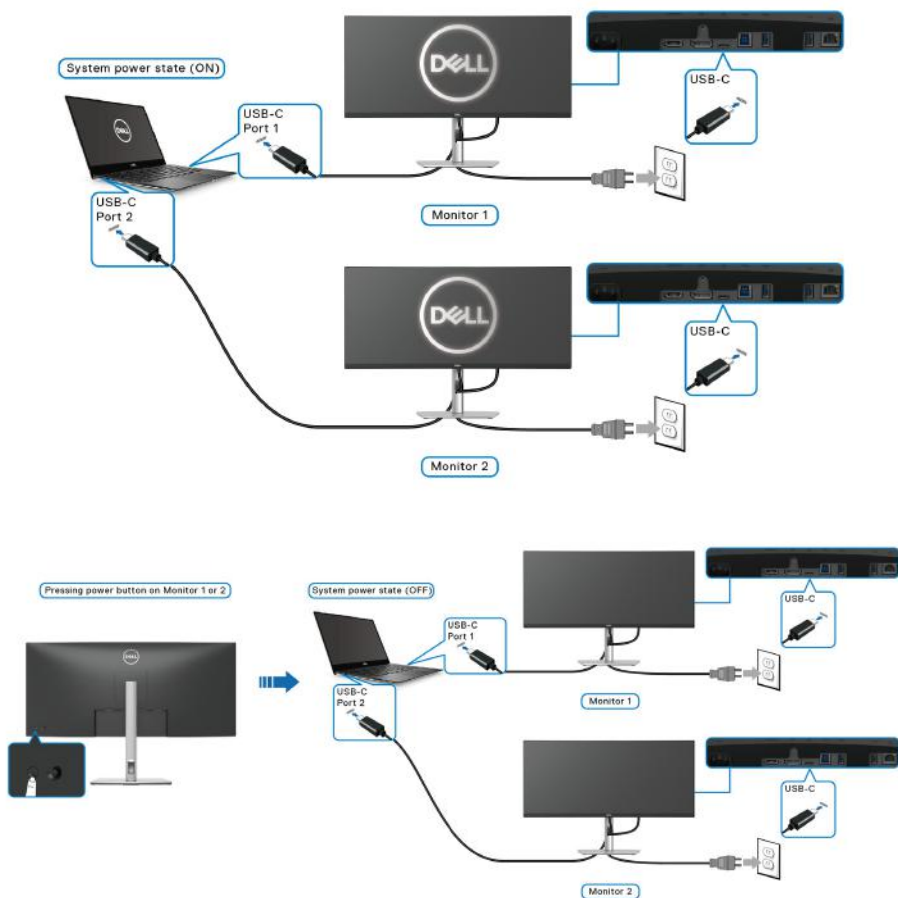 System power state (ON)
DELL
DELL
USB-C
Port 1
USB-C
USB-C
Port 2
Monitor 1
DELL
USB-C
Monitor 2
Pressing power button on Monitor 1 or 2
System power state (OFF)
USB-C
USB-C
Port 1
DELL
USB-C
Port 2
Monitor 1
USB-C
Monitor 2